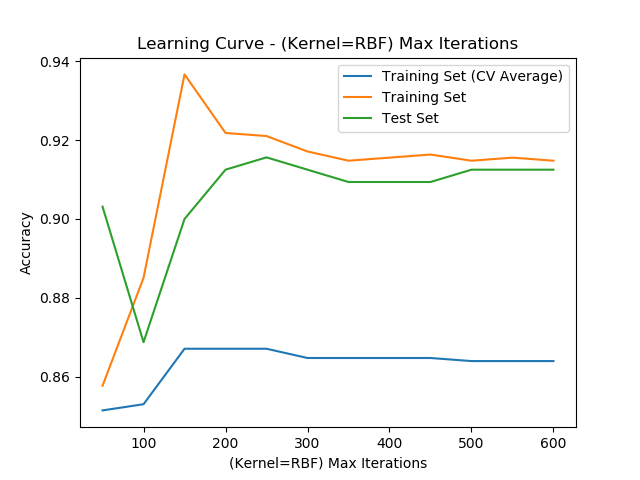 Learning Curve - (Kernel=RBF) Max Iterations
Training Set (CV Average)
Training Set
Test Set
Accuracy
0.94
0.92
0.90
0.88
0.86
100 200 300 400 500 600
(Kernel=RBF) Max Iterations